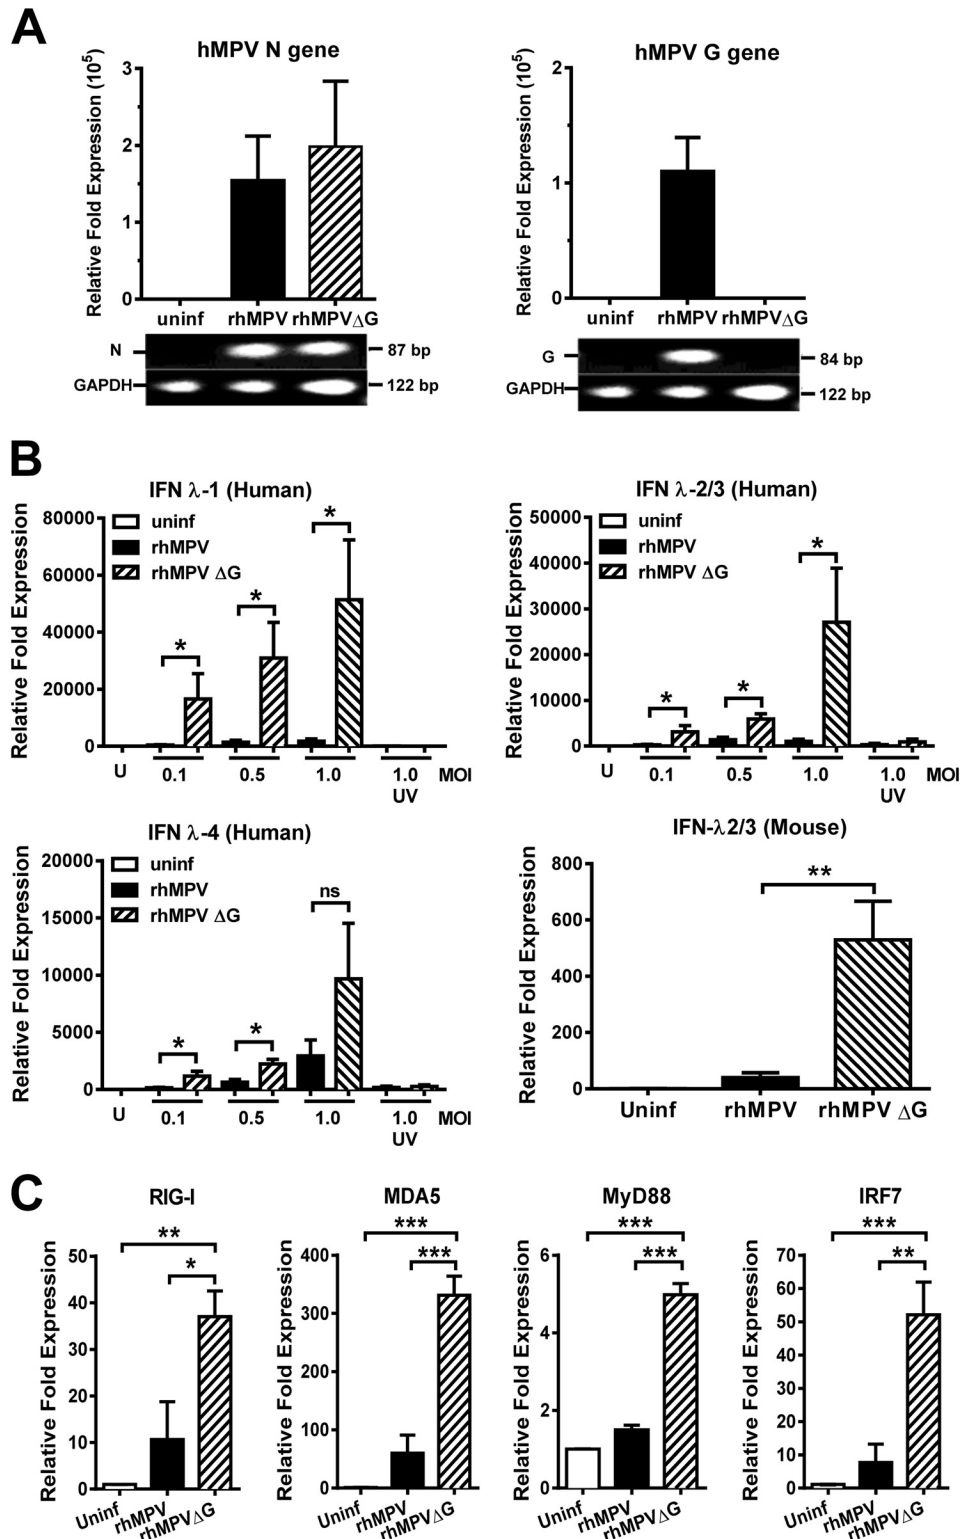 A
hMPV N gene
Relative Fold Expression (10⁵)
3
2
1
0
uninf rhMPV rhMPVΔG
N 87 bp
GAPDH 122 bp
hMPV G gene
Relative Fold Expression (10⁵)
2
1
0
uninf rhMPV rhMPVΔG
G 84 bp
GAPDH 122 bp
B
IFN λ-1 (Human)
Relative Fold Expression
80000
60000
40000
20000
0
uninf
rhMPV
rhMPV ΔG
*
*
*
U 0.1 0.5 1.0 1.0 MOI
UV
IFN λ-2/3 (Human)
Relative Fold Expression
50000
40000
30000
20000
10000
0
uninf
rhMPV
rhMPV ΔG
*
*
*
U 0.1 0.5 1.0 1.0 MOI
UV
IFN λ-4 (Human)
Relative Fold Expression
20000
15000
10000
5000
0
uninf
rhMPV
rhMPV ΔG
ns
*
*
U 0.1 0.5 1.0 1.0 MOI
UV
IFN-λ2/3 (Mouse)
Relative Fold Expression
800
600
400
200
0
**
Uninf rhMPV rhMPV ΔG
C
RIG-I
Relative Fold Expression
50
40
30
20
10
0
**
*
Uninf rhMPV rhMPVΔG
MDA5
Relative Fold Expression
400
300
200
100
0
***
***
Uninf rhMPV rhMPVΔG
MyD88
Relative Fold Expression
6
4
2
0
***
***
Uninf rhMPV rhMPVΔG
IRF7
Relative Fold Expression
70
60
50
40
30
20
10
0
***
**
Uninf rhMPV rhMPVΔG